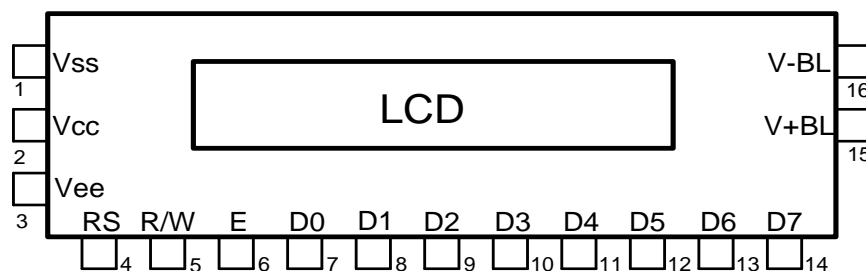 Vss
V-BL
1
LCD
16
Vcc
V+BL
2
15
Vee
3
RS R/W E D0 D1 D2 D3 D4 D5 D6 D7
4 5 6 7 8 9 10 11 12 13 14